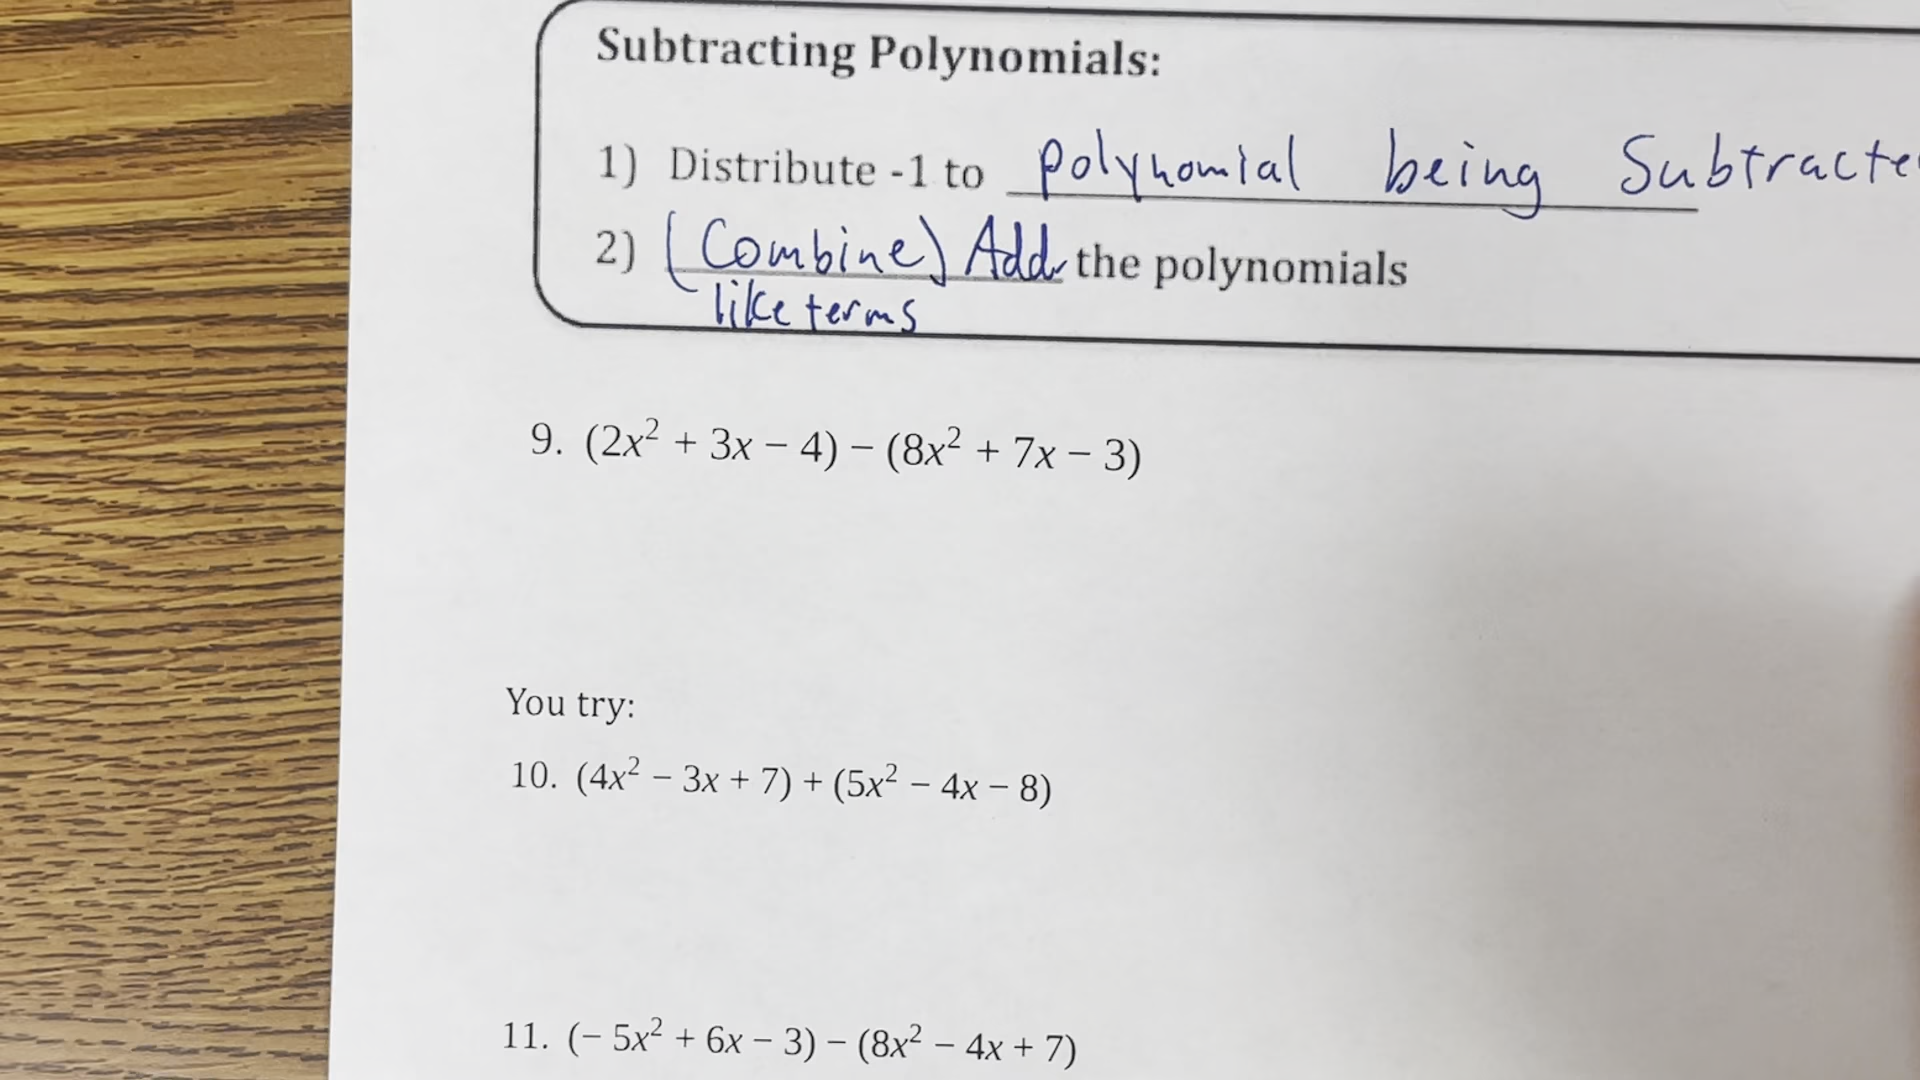 Subtracting Polynomials:
1) Distribute -1 to polynomial being Subtracte
2) (Combine) Add the polynomials
like terms
9. (2x² + 3x − 4) − (8x² + 7x − 3)
You try:
10. (4x² − 3x + 7) + (5x² − 4x − 8)
11. (− 5x² + 6x − 3) − (8x² − 4x + 7)